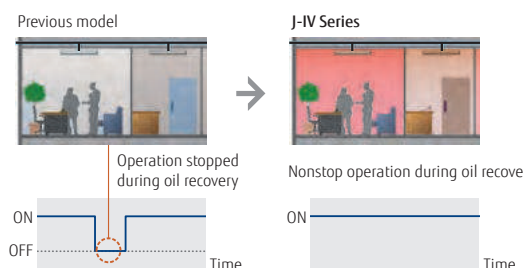 Previous model
J-IV Series
Operation stopped
during oil recovery
Nonstop operation during oil recove
ON
OFF
Time
ON
Time